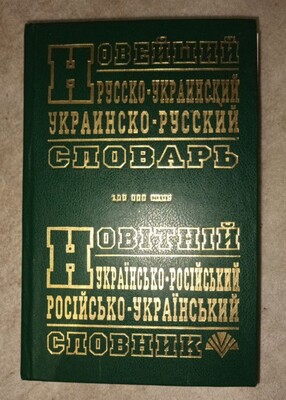 НОВЕЙШИЙ
РУССКО-УКРАИНСКИЙ
УКРАИНСКО-РУССКИЙ
СЛОВАРЬ
НОВІТНІЙ
УКРАЇНСЬКО-РОСІЙСЬКИЙ
РОСІЙСЬКО-УКРАЇНСЬКИЙ
СЛОВНИК